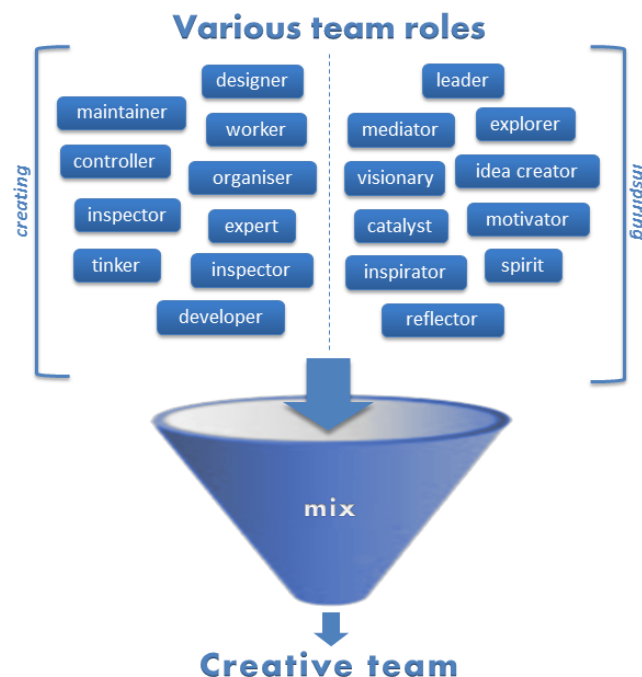 Various team roles
creating
designer
maintainer
worker
controller
organiser
inspector
expert
tinker
inspector
developer
leader
explorer
mediator
idea creator
visionary
motivator
catalyst
spirit
inspirator
reflector
inspiring
mix
Creative team